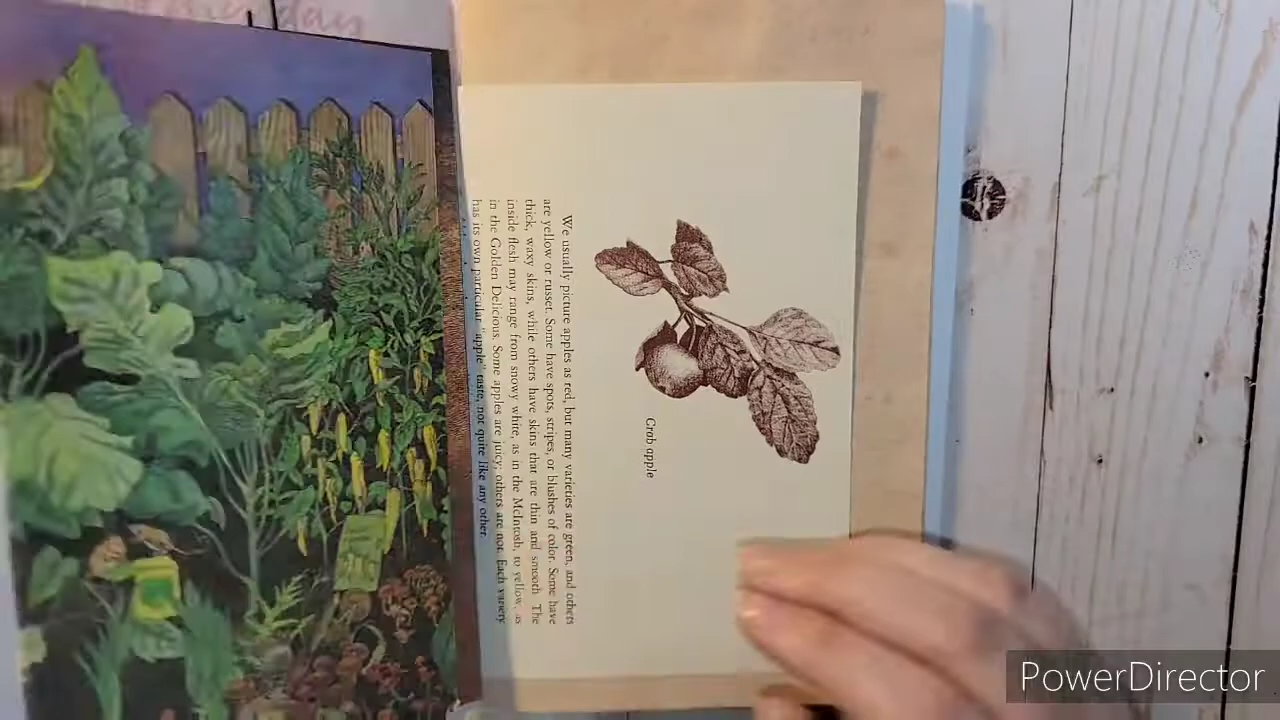 day
Crab apple
We usually picture apples as red, but many varieties are green, and others
are yellow or russet. Some have spots, stripes, or blushes of color. Some have
thick, waxy skins, while others have skins that are thin and smooth. The
inside flesh may range from snowy white, as in the McIntosh, to yellow, as
in the Golden Delicious. Some apples are juicy; others are not. Each variety
has its own particular "apple" taste, not quite like any other.
PowerDirector